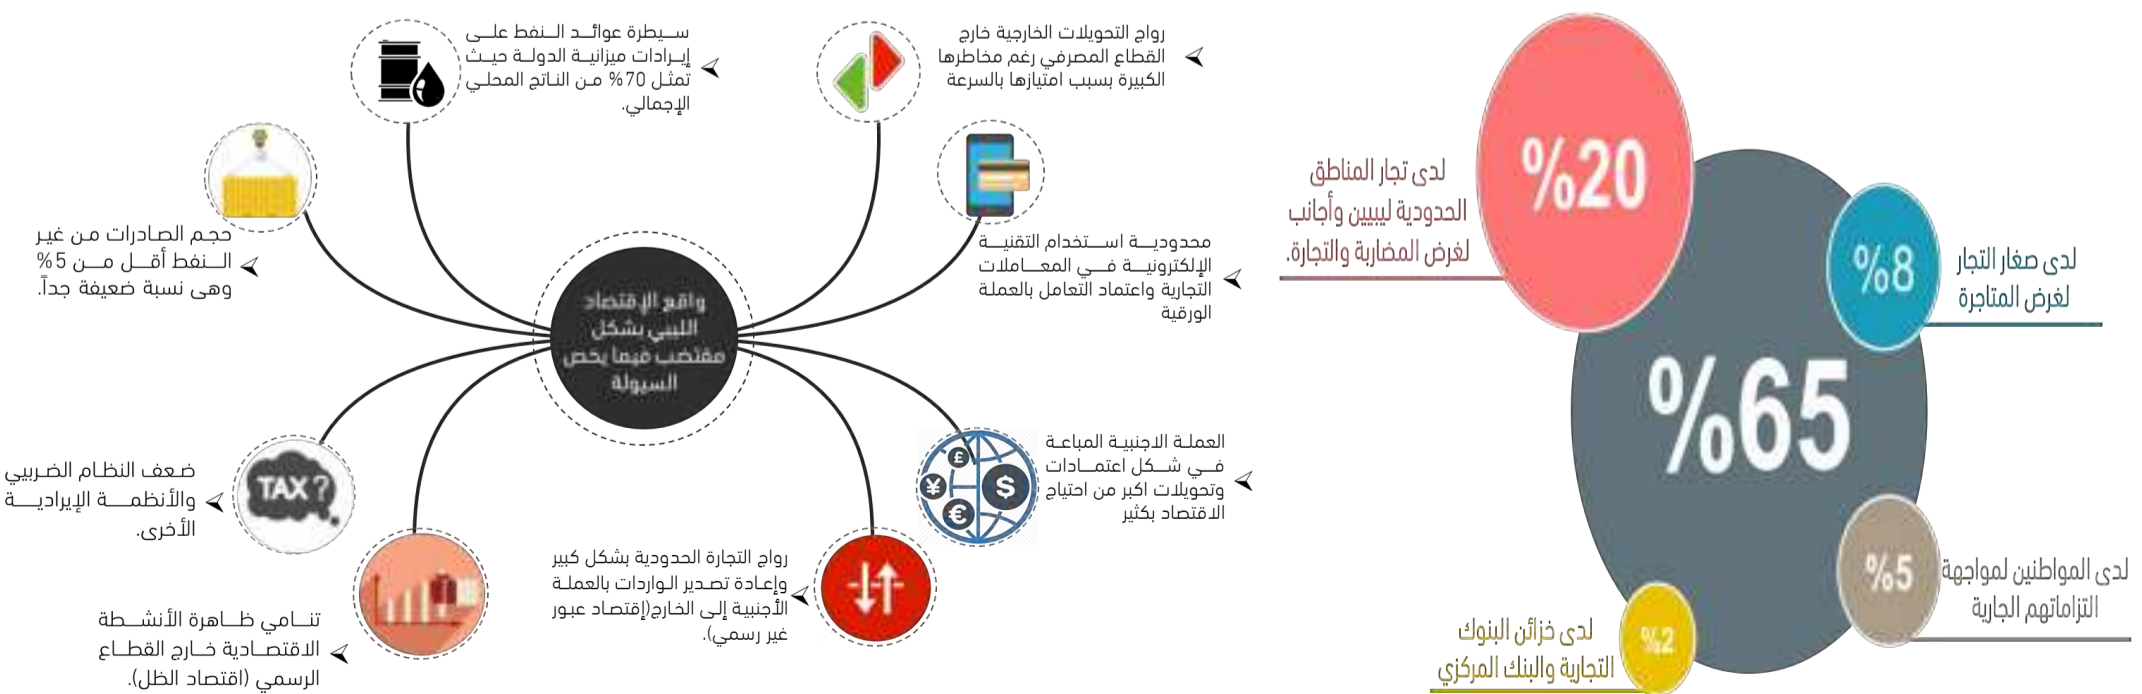 رواج التحويلات الخارجية خارج
القطاع المصرفي رغم مخاطرها
الكبيرة بسبب امتيازها بالسرعة
محدودية استخدام التقنية
الإلكترونية في المعاملات
التجارية واعتماد التعامل بالعملة
الورقية
العملة الاجنبية المباعة
في شكل اعتمادات
وتحويلات اكبر من احتياج
الاقتصاد بكثير
رواج التجارة الحدودية بشكل كبير
وإعادة تصدير الواردات بالعملة
الأجنبية إلى الخارج(إقتصاد عبور
غير رسمي).
سيطرة عوائد النفط على
إيرادات ميزانية الدولة حيث
تمثل 70% من الناتج المحلي
الإجمالي.
حجم الصادرات من غير
النفط أقل من 5%
وهى نسبة ضعيفة جداً.
ضعف النظام الضريبي
والأنظمة الإيرادية
الأخرى.
تنامي ظاهرة الأنشطة
الاقتصادية خارج القطاع
الرسمي (اقتصاد الظل).
واقع الإقتصاد
الليبي بشكل
مقتضب فيما يخص
السيولة
TAX?
£
$
¥
€
%20
لدى تجار المناطق
الحدودية ليبيين وأجانب
لغرض المضاربة والتجارة.
%8
لدى صغار التجار
لغرض المتاجرة
%65
%5
لدى المواطنين لمواجهة
التزاماتهم الجارية
%2
لدى خزائن البنوك
التجارية والبنك المركزي